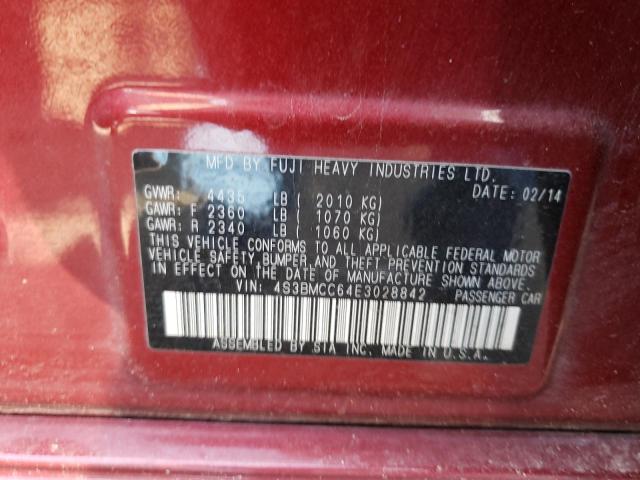 MFD BY FUJI HEAVY INDUSTRIES LTD.
GVWR: 4435 LB ( 2010 KG) DATE: 02/14
GAWR: F 2360 LB ( 1070 KG)
GAWR: R 2340 LB ( 1060 KG)
THIS VEHICLE CONFORMS TO ALL APPLICABLE FEDERAL MOTOR
VEHICLE SAFETY,BUMPER,AND THEFT PREVENTION STANDARDS
IN EFFECT ON THE DATE OF MANUFACTURE SHOWN ABOVE.
VIN: 4S3BMCC64E3028842 PASSENGER CAR
ASSEMBLED BY SIA INC. MADE IN U.S.A.